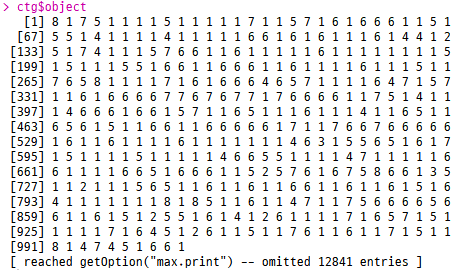 > ctg$object
[1] 8 1 7 5 1 1 1 1 5 1 1 1 1 1 7 1 1 5 7 1 6 1 6 6 6 1 1 5 1
[67] 5 5 1 4 1 1 1 1 4 1 1 1 1 1 6 6 1 6 1 6 1 1 1 6 1 4 4 1 2
[133] 5 1 7 4 1 1 1 5 7 6 6 1 1 6 1 1 6 1 1 6 1 1 1 1 1 1 1 1 5
[199] 1 5 1 1 1 5 5 1 6 6 1 1 6 6 6 1 1 1 6 1 1 1 1 6 1 1 1 5 1 1
[265] 7 6 5 8 1 1 1 1 7 1 6 1 6 6 6 4 6 5 7 1 1 1 1 6 4 7 1 5 7
[331] 1 1 6 1 6 6 6 6 7 7 6 7 6 7 7 1 7 6 6 6 6 1 1 7 5 1 4 1 1
[397] 1 4 6 6 6 1 6 6 1 5 7 1 1 6 5 1 1 1 6 1 1 1 4 1 1 6 5 1 1
[463] 6 5 6 1 5 1 1 6 6 1 1 6 6 6 6 6 1 7 1 1 7 6 6 7 6 6 6 6 6
[529] 1 6 1 1 6 1 1 1 1 6 1 1 1 1 1 1 1 4 6 3 1 5 5 6 5 1 6 1 7
[595] 1 5 1 1 1 1 5 1 1 1 1 1 4 6 6 5 5 1 1 1 1 4 7 1 1 1 1 1 6
[661] 6 1 1 1 1 6 6 5 1 6 6 6 1 1 5 2 5 7 6 1 6 7 5 8 6 6 1 3 5
[727] 1 1 2 1 1 1 5 6 5 1 1 6 1 1 6 1 1 6 6 1 1 6 1 1 6 1 5 1 6
[793] 4 1 1 1 1 1 1 1 8 1 8 5 1 1 6 1 1 4 7 1 1 7 5 6 6 6 6 5 6
[859] 6 1 1 6 1 5 1 2 5 5 1 6 1 4 1 2 6 1 1 1 1 7 1 6 5 7 1 5 1
[925] 1 1 1 1 7 1 6 4 5 1 2 6 1 1 5 1 1 7 1 1 6 1 1 7 1 1 5 1 1
[991] 8 1 4 7 4 5 1 6 6 1
[ reached getOption("max.print") -- omitted 12841 entries ]